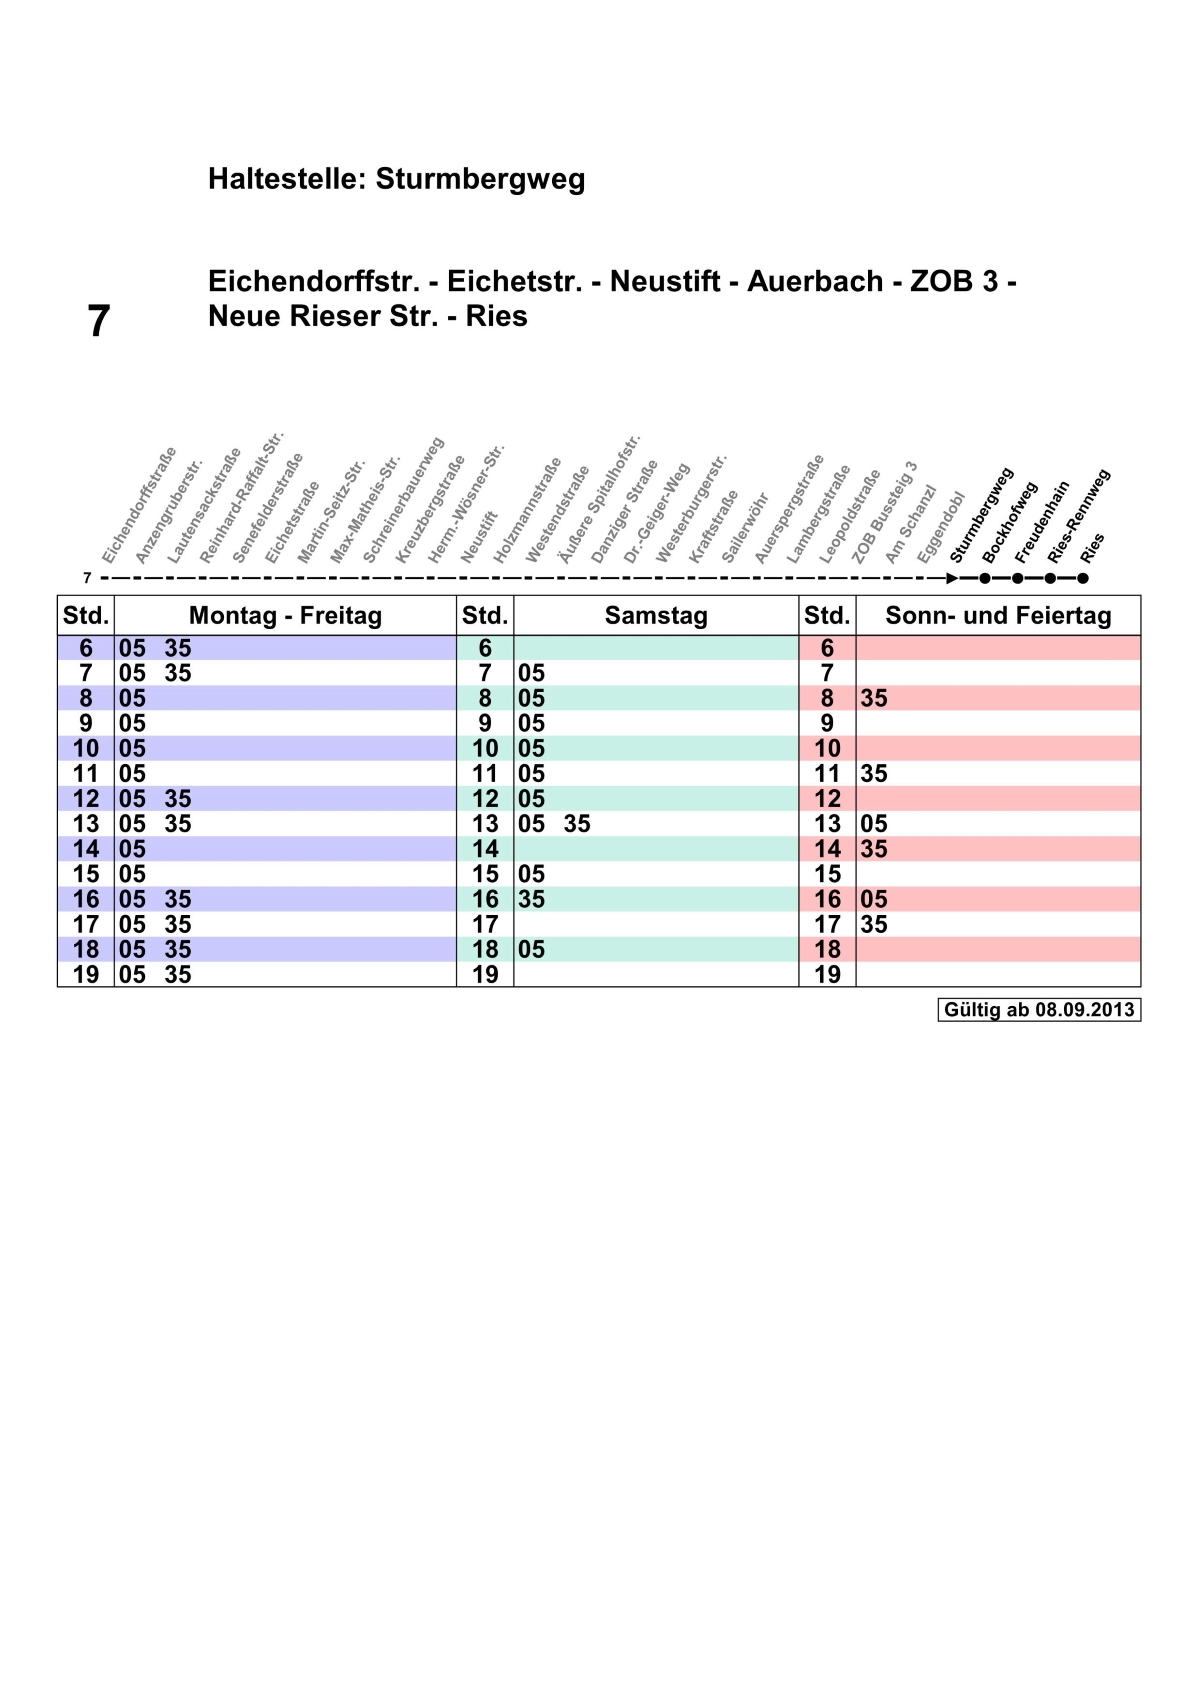 Haltestelle: Sturmbergweg
Eichendorffstr. - Eichetstr. - Neustift - Auerbach - ZOB 3 -
7 Neue Rieser Str. - Ries
Eichendorffstraße
Anzengruberstr.
Lautensackstraße
Reinhard-Raffalt-Str.
Senefelderstraße
Eichetstraße
Martin-Seitz-Str.
Max-Matheis-Str.
Schreinerbauerweg
Kreuzbergstraße
Herm.-Wösner-Str.
Neustift
Holzmannstraße
Westendstraße
Äußere Spitalhofstr.
Danziger Straße
Dr.-Geiger-Weg
Westerburgerstr.
Kraftstraße
Sailerwöhr
Auerspergstraße
Lambergstraße
Leopoldstraße
ZOB Bussteig 3
Am Schanzl
Eggendobl
Sturmbergweg
Bockhofweg
Freudenhain
Ries-Rennweg
Ries
7
Std. Montag - Freitag Std. Samstag Std. Sonn- und Feiertag
6 05 35 6 6
7 05 35 7 05 7
8 05 8 05 8 35
9 05 9 05 9
10 05 10 05 10
11 05 11 05 11 35
12 05 35 12 05 12
13 05 35 13 05 35 13 05
14 05 14 14 35
15 05 15 05 15
16 05 35 16 35 16 05
17 05 35 17 17 35
18 05 35 18 05 18
19 05 35 19 19
Gültig ab 08.09.2013